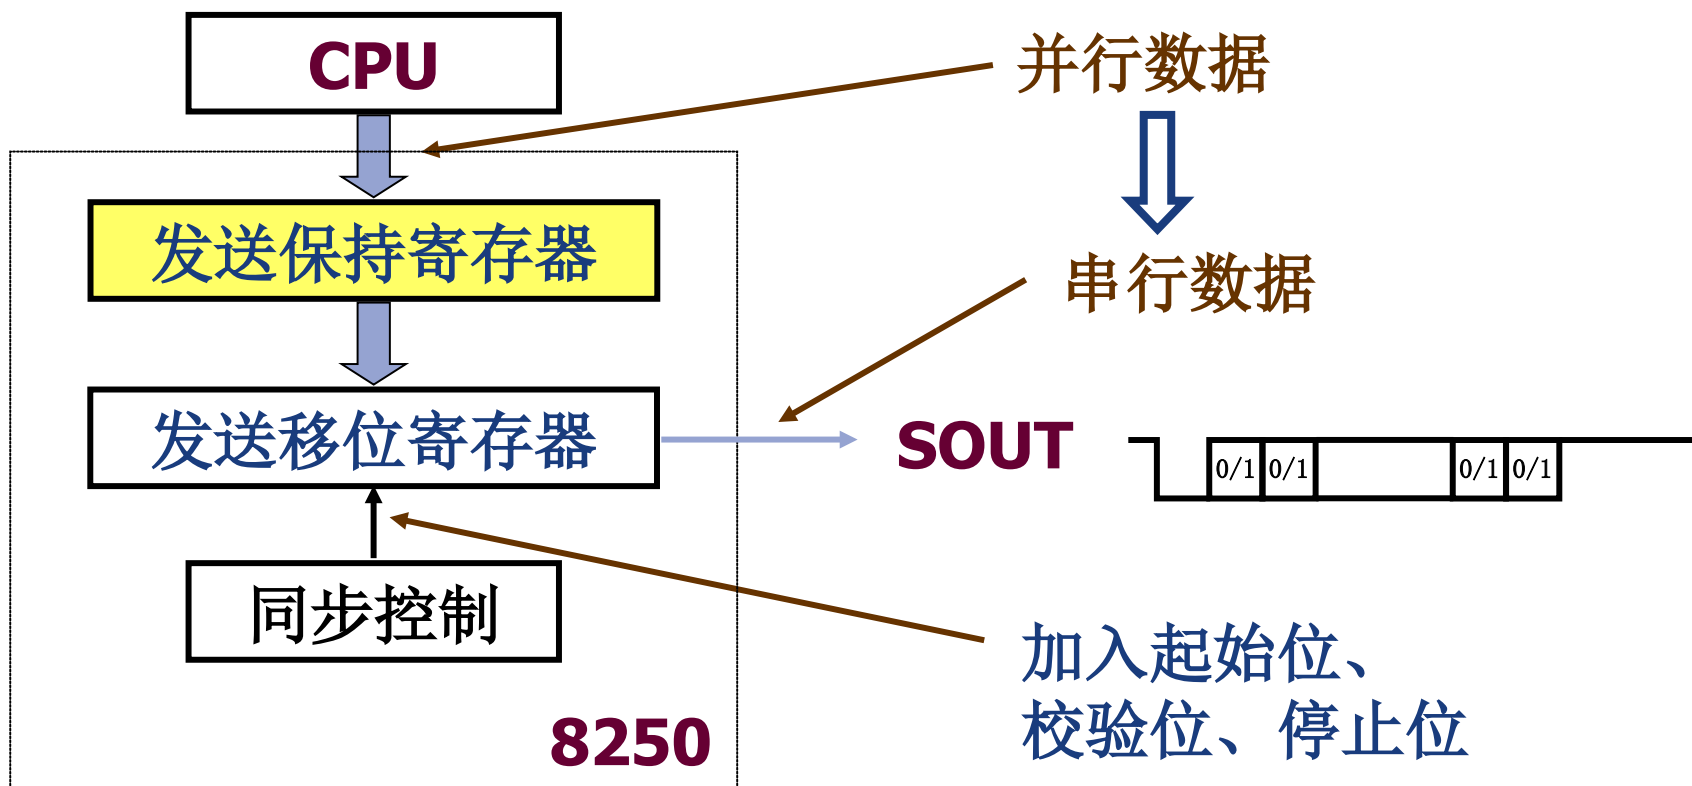 CPU
并行数据
发送保持寄存器
串行数据
发送移位寄存器
SOUT
0/1 0/1 0/1 0/1
同步控制
加入起始位、
校验位、停止位
8250